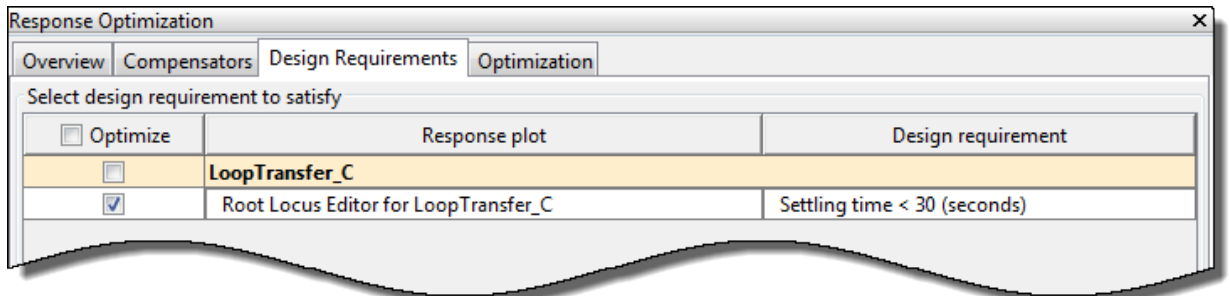 Response Optimization
Overview Compensators Design Requirements Optimization
Select design requirement to satisfy
Optimize Response plot Design requirement
LoopTransfer_C
Root Locus Editor for LoopTransfer_C Settling time < 30 (seconds)